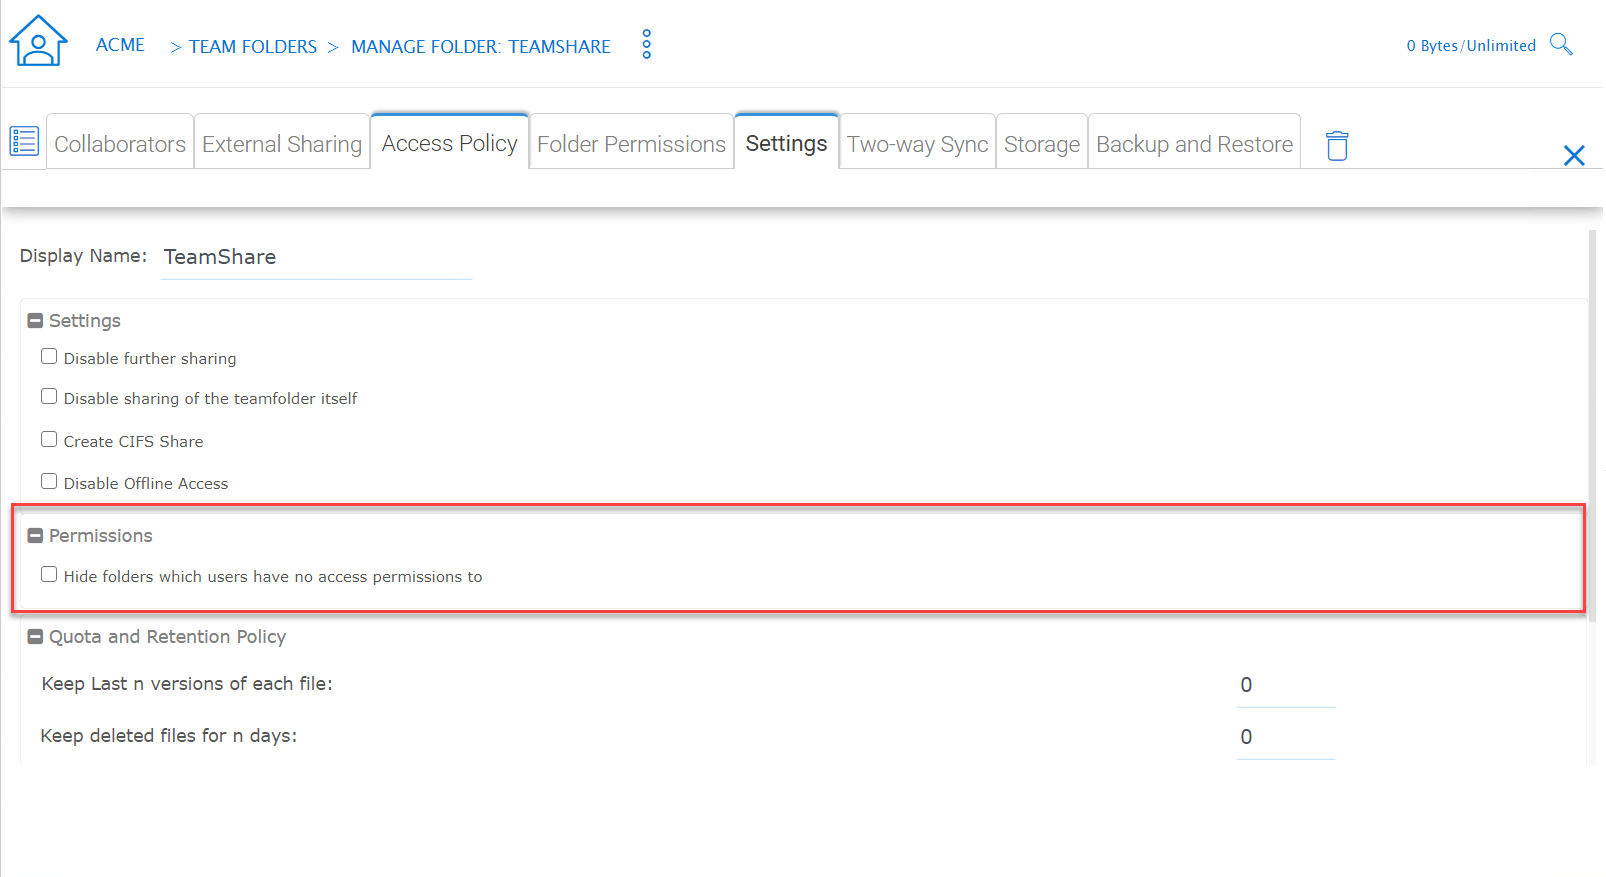 ACME > TEAM FOLDERS > MANAGE FOLDER: TEAMSHARE
0 Bytes/Unlimited
Collaborators External Sharing Access Policy Folder Permissions Settings Two-way Sync Storage Backup and Restore
Display Name: TeamShare
Settings
Disable further sharing
Disable sharing of the teamfolder itself
Create CIFS Share
Disable Offline Access
Permissions
Hide folders which users have no access permissions to
Quota and Retention Policy
Keep Last n versions of each file: 0
Keep deleted files for n days: 0